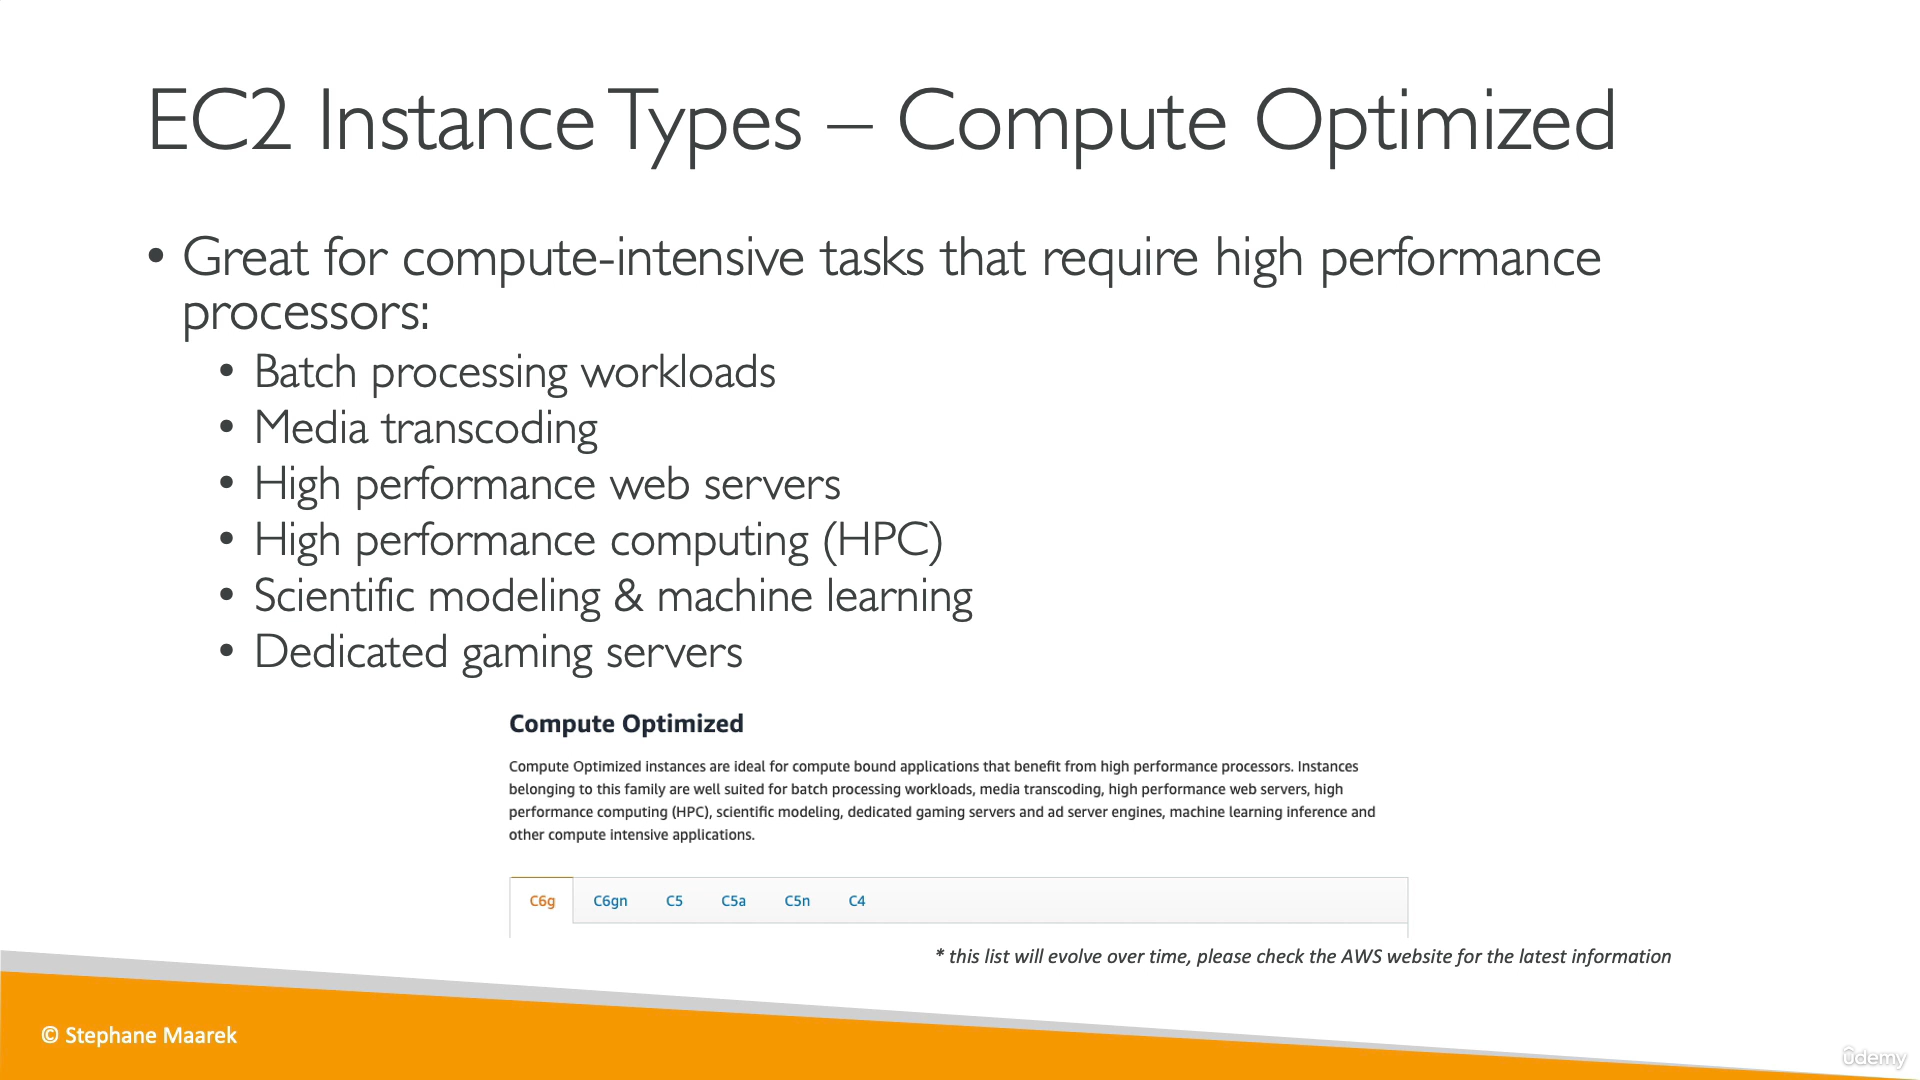 EC2 Instance Types – Compute Optimized
• Great for compute-intensive tasks that require high performance
processors:
• Batch processing workloads
• Media transcoding
• High performance web servers
• High performance computing (HPC)
• Scientific modeling & machine learning
• Dedicated gaming servers
Compute Optimized
Compute Optimized instances are ideal for compute bound applications that benefit from high performance processors. Instances
belonging to this family are well suited for batch processing workloads, media transcoding, high performance web servers, high
performance computing (HPC), scientific modeling, dedicated gaming servers and ad server engines, machine learning inference and
other compute intensive applications.
C6g C6gn C5 C5a C5n C4
* this list will evolve over time, please check the AWS website for the latest information
© Stephane Maarek
ûdemy